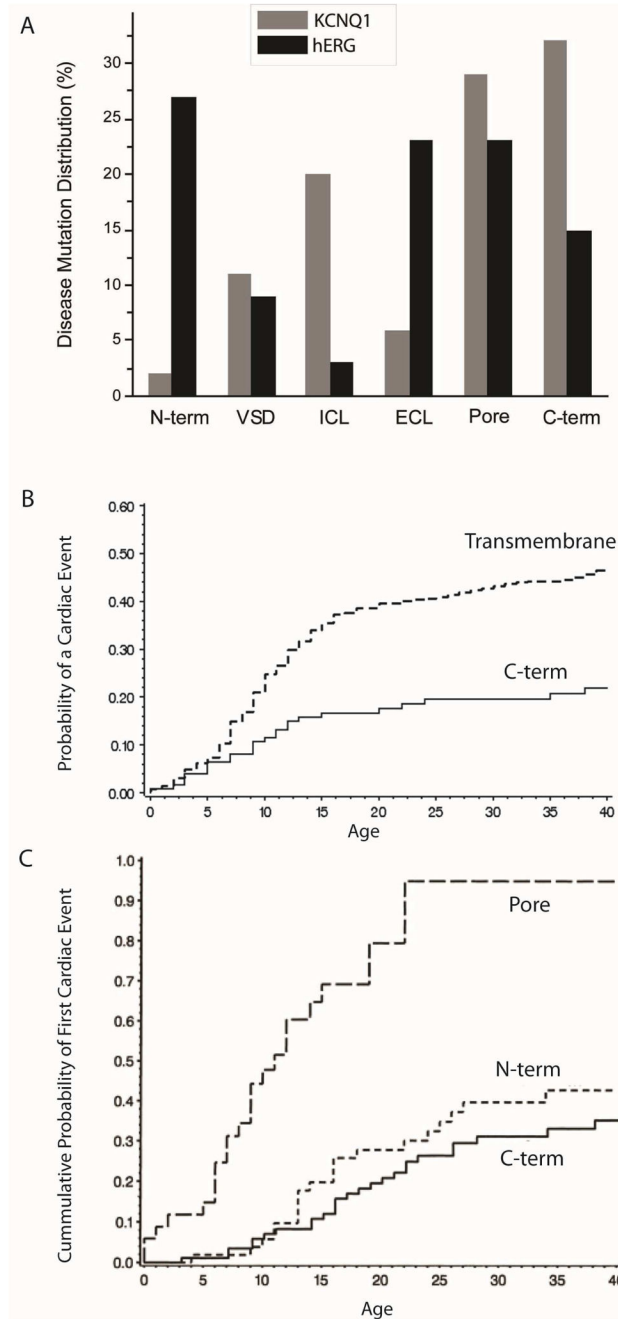 A
KCNQ1
hERG
Disease Mutation Distribution (%)
30
25
20
15
10
5
0
N-term VSD ICL ECL Pore C-term
B
Probability of a Cardiac Event
0.60
0.50
0.40
0.30
0.20
0.10
0.00
Transmembrane
C-term
0 5 10 15 20 25 30 35 40
Age
C
Cummulative Probability of First Cardiac Event
1.0
0.9
0.8
0.7
0.6
0.5
0.4
0.3
0.2
0.1
0.0
Pore
N-term
C-term
0 5 10 15 20 25 30 35 40
Age